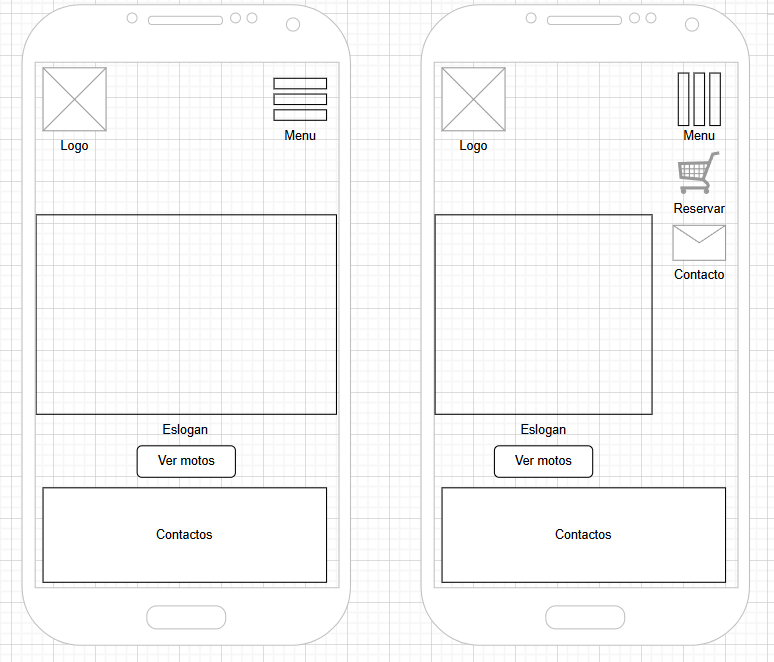 Logo
Menu
Eslogan
Ver motos
Contactos
Logo
Menu
Reservar
Contacto
Eslogan
Ver motos
Contactos